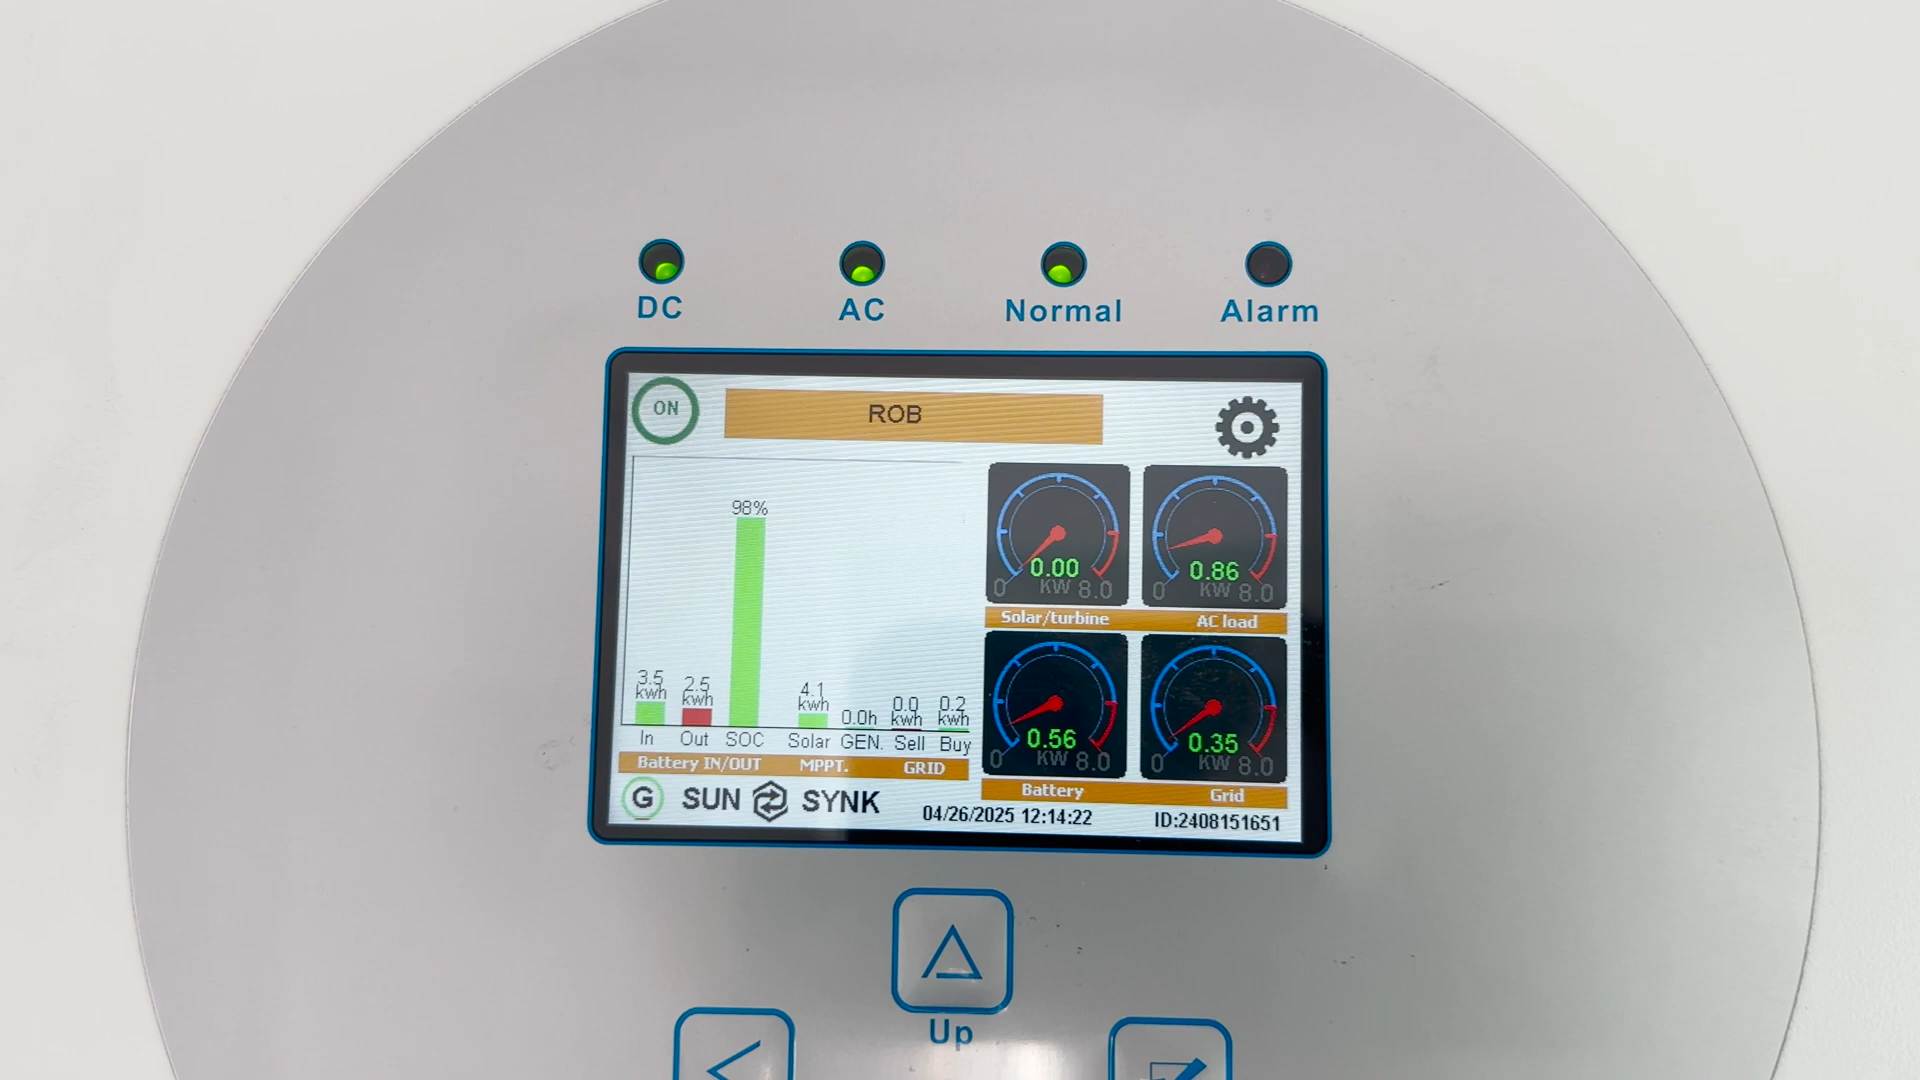 DC AC Normal Alarm
ON
ROB
98%
3.5 kwh
2.5 kwh
4.1 kwh
0.0h
0.0 kwh
0.2 kwh
In Out SOC Solar GEN. Sell Buy
Battery IN/OUT MPPT. GRID
0.00
0 KW 8.0
0.86
0 KW 8.0
Solar/turbine AC load
0.56
0 KW 8.0
0.35
0 KW 8.0
Battery Grid
G SUN SYNK
04/26/2025 12:14:22 ID:2408151651
Up